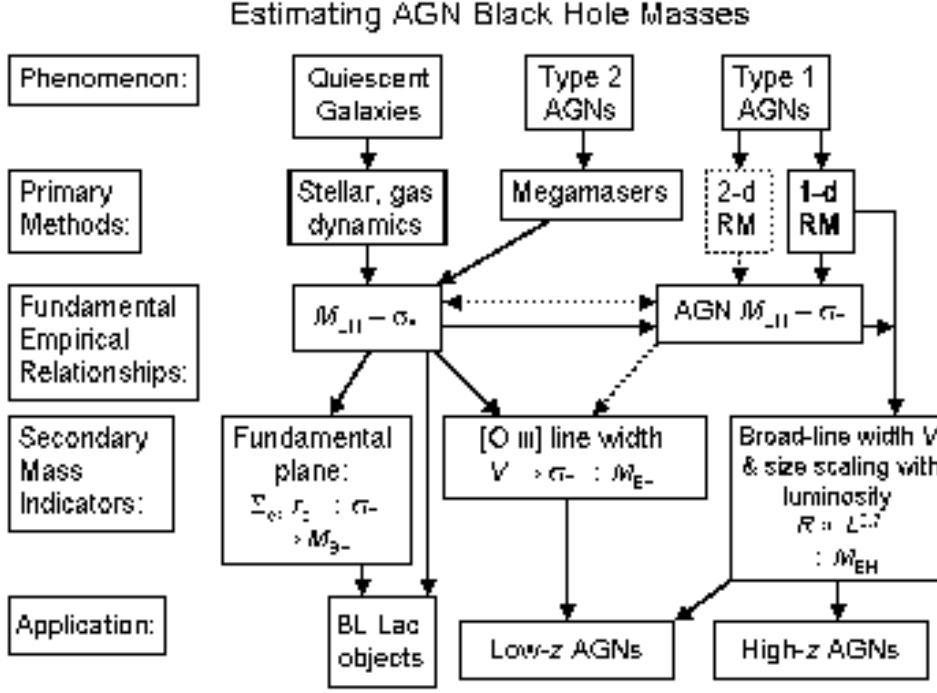 Estimating AGN Black Hole Masses
Phenomenon:
Quiescent
Galaxies
Type 2
AGNs
Type 1
AGNs
Primary
Methods:
Stellar, gas
dynamics
Megamasers
2-d
RM
1-d
RM
Fundamental
Empirical
Relationships:
AGN
Secondary
Mass
Indicators:
Fundamental
plane:
[O III] line width
V
Broad-line width V
& size scaling with
luminosity
R
L
M
Application:
BL Lac
objects
Low-z AGNs
High-z AGNs